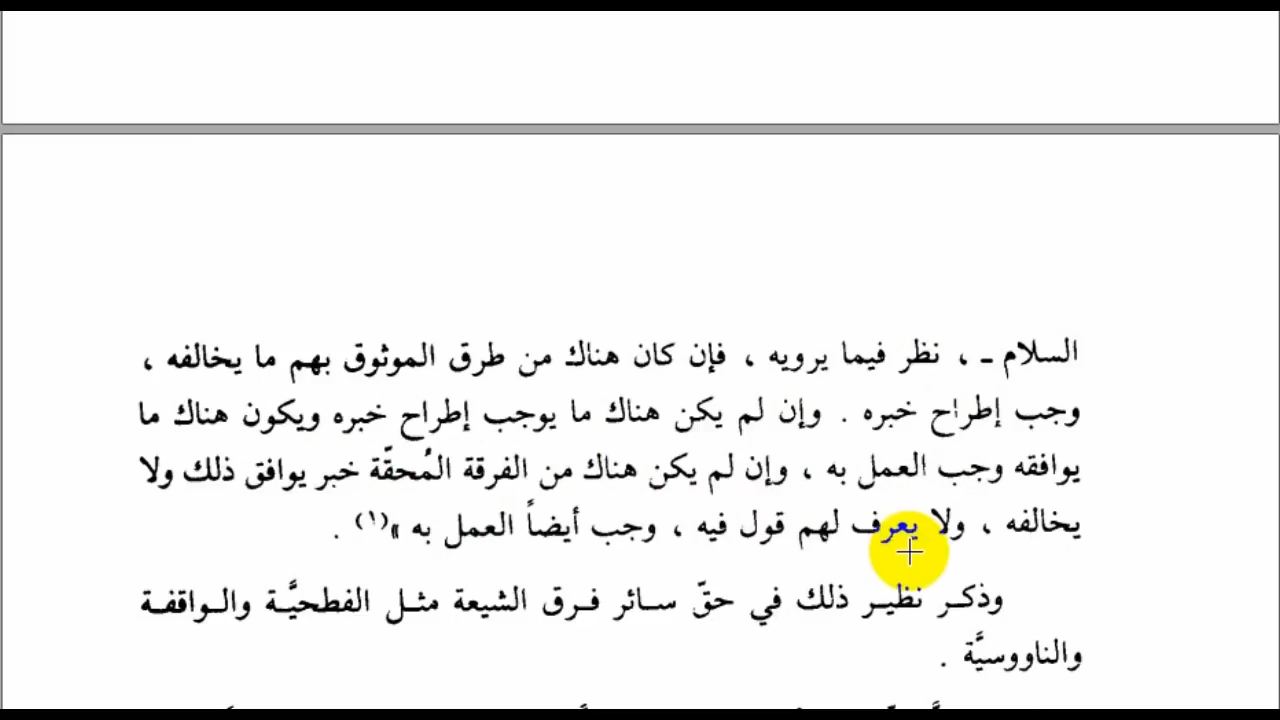 السلام ـ ، نظر فيما يرويه ، فإن كان هناك من طرق الموثوق بهم ما يخالفه ،
وجب إطراح خبره . وإن لم يكن هناك ما يوجب إطراح خبره ويكون هناك ما
يوافقه وجب العمل به ، وإن لم يكن هناك من الفرقة المُحقّة خبر يوافق ذلك ولا
يخالفه ، ولا يعرف لهم قول فيه ، وجب أيضاً العمل به »(١) .
وذكر نظير ذلك في حقّ سائر فرق الشيعة مثل الفطحيَّة والواقفة
والناووسيَّة .